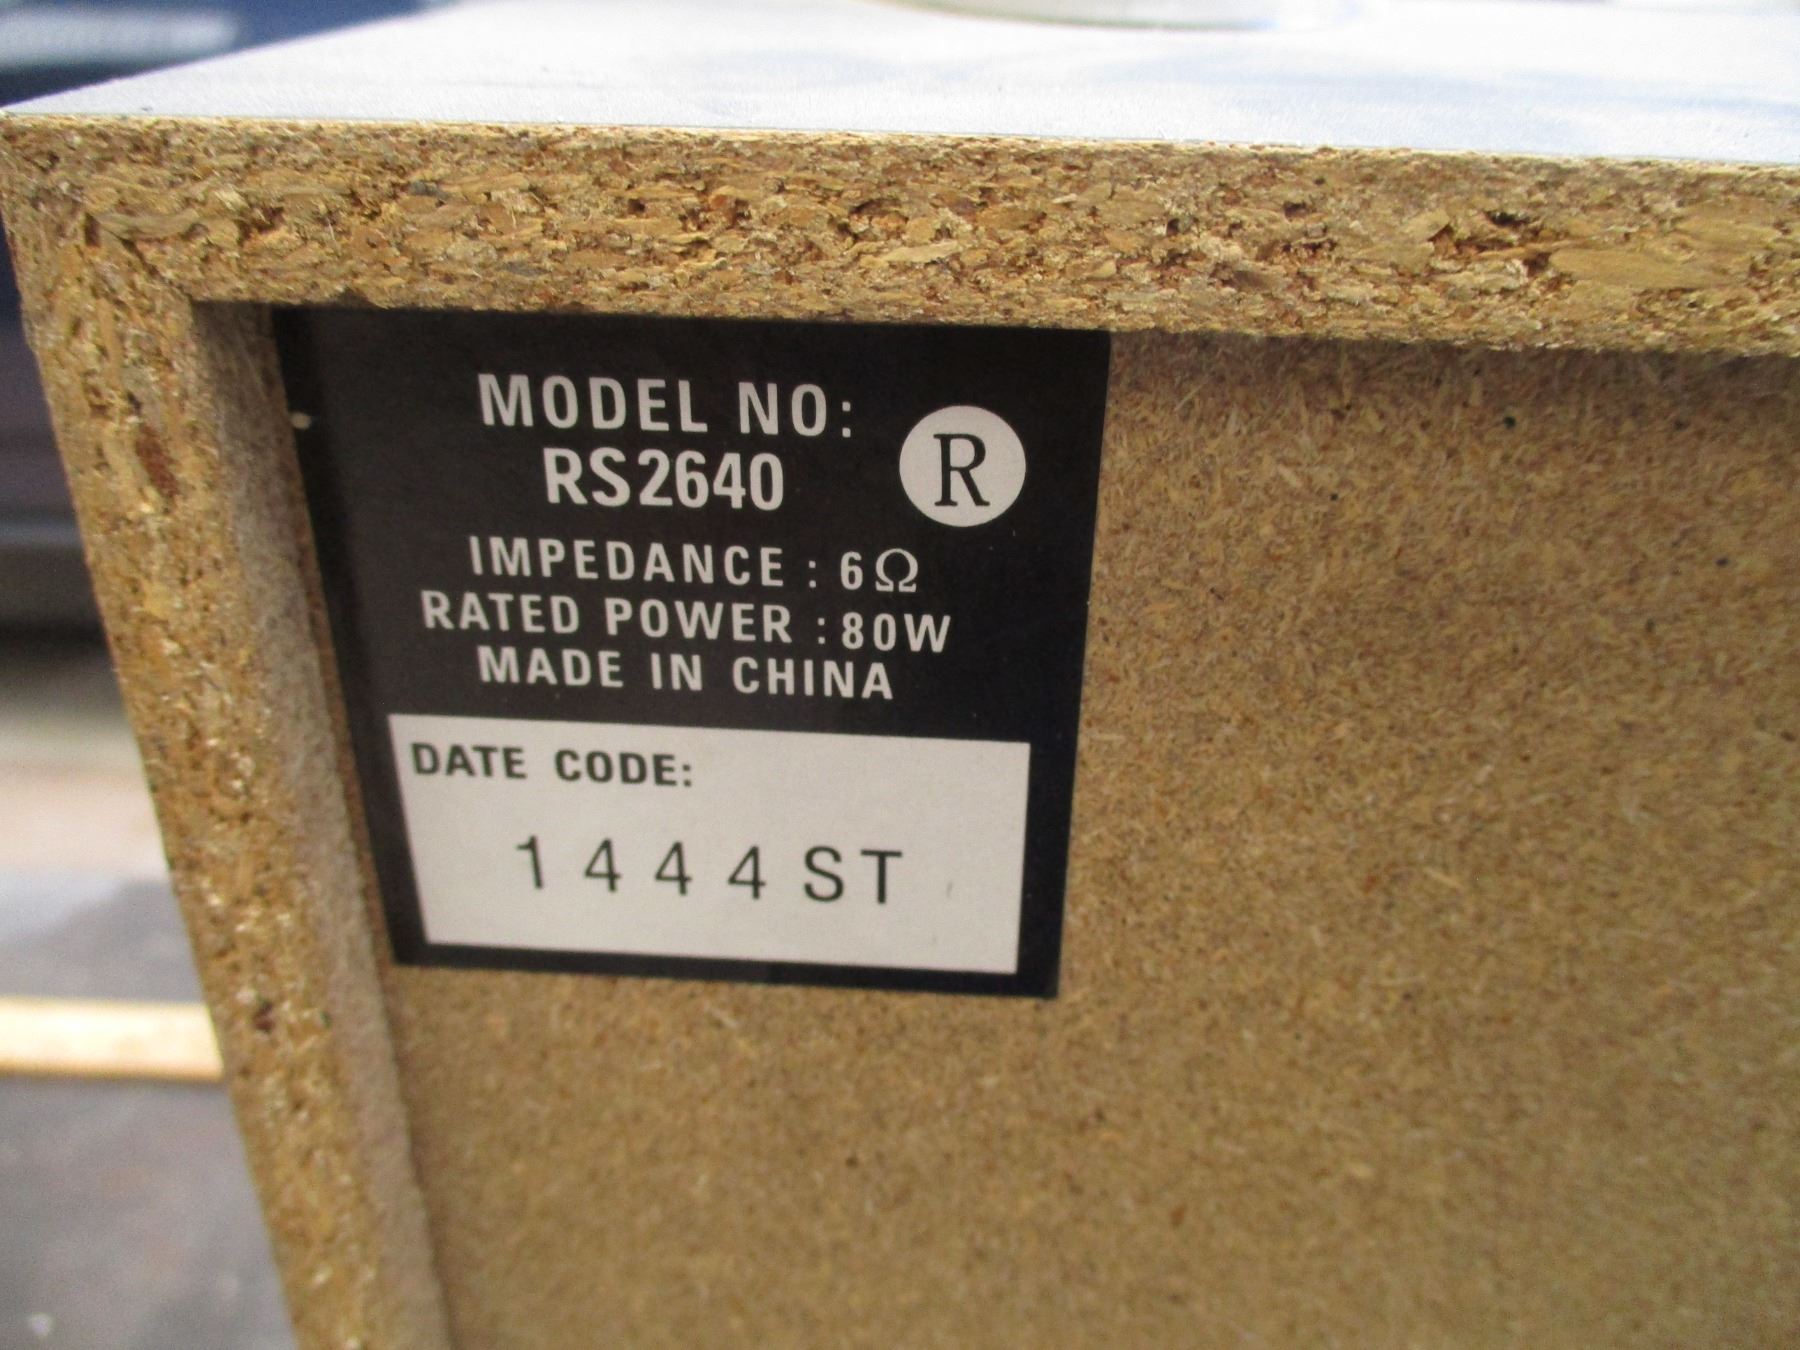 MODEL NO:
RS2640
R
IMPEDANCE : 6Ω
RATED POWER : 80W
MADE IN CHINA
DATE CODE:
1444ST